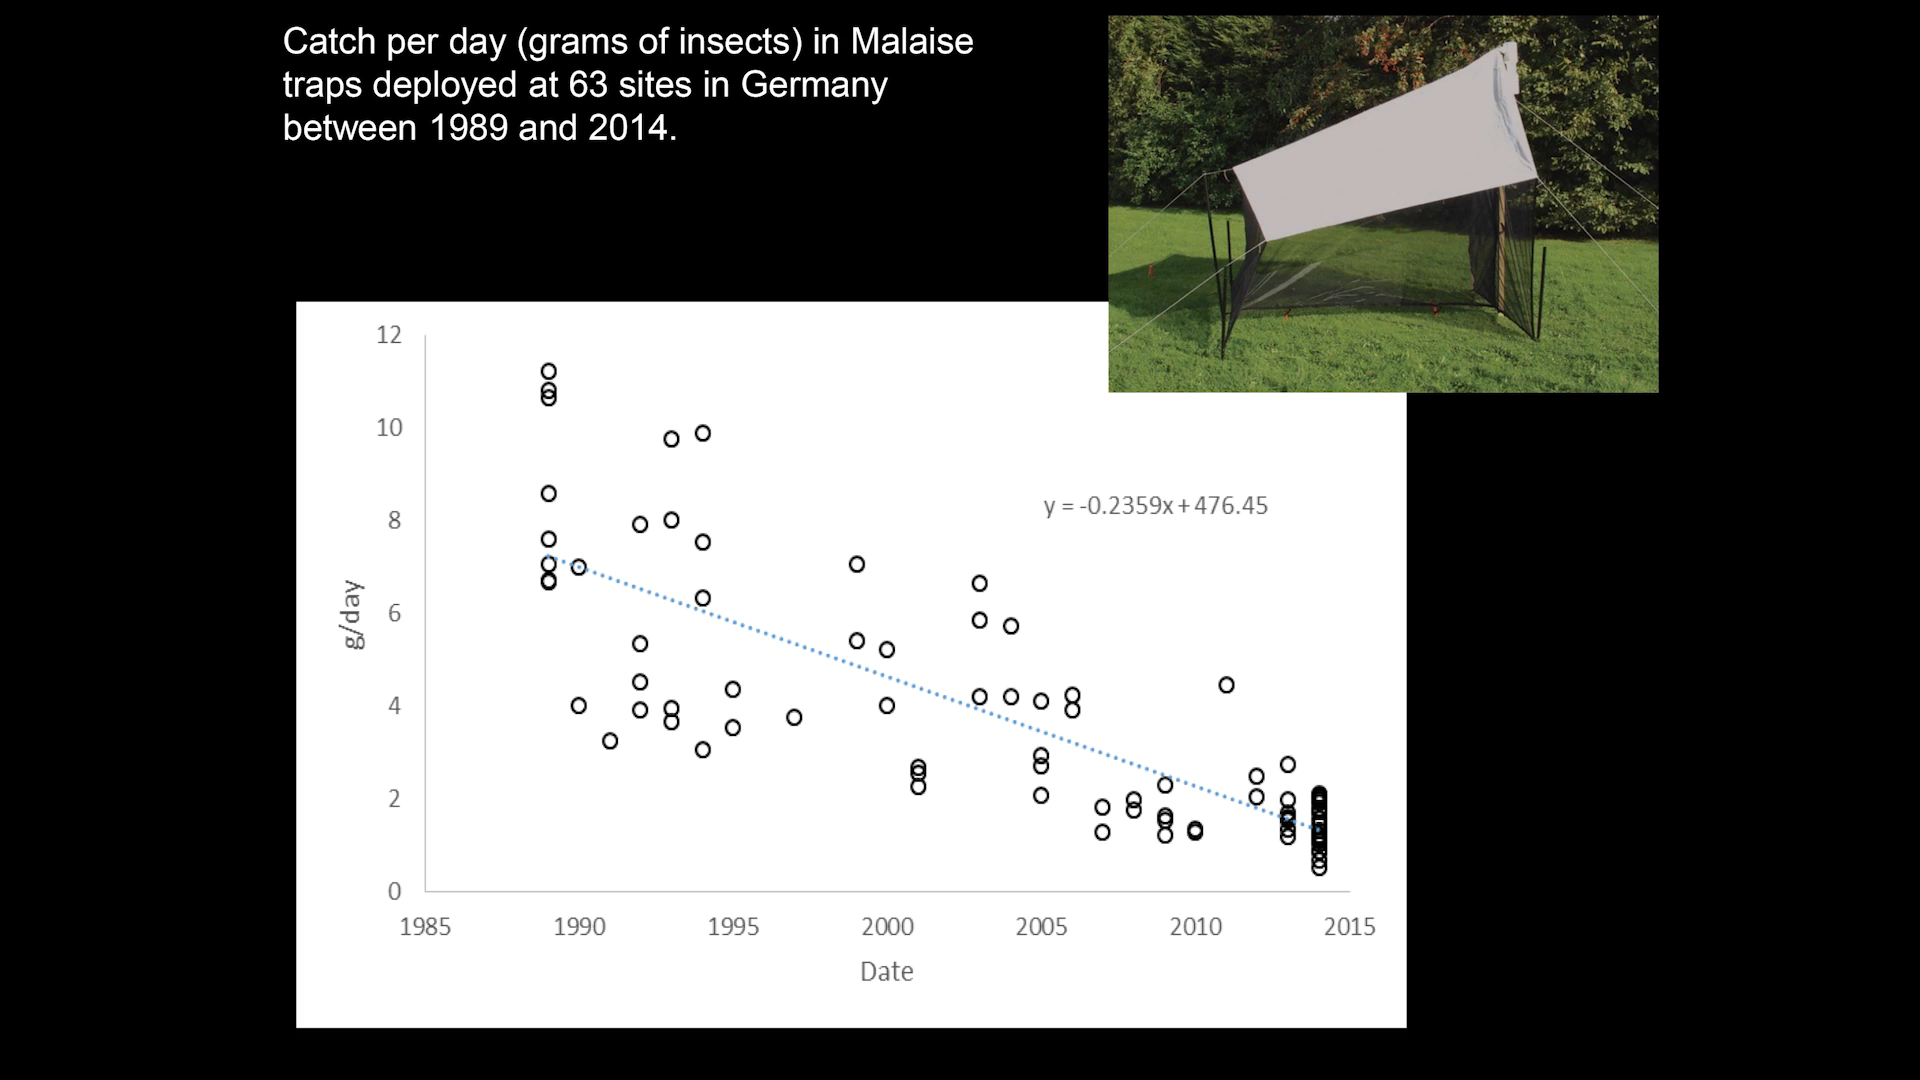 Catch per day (grams of insects) in Malaise
traps deployed at 63 sites in Germany
between 1989 and 2014.
12
10
8
6
4
2
0
g/day
y = -0.2359x + 476.45
1985 1990 1995 2000 2005 2010 2015
Date